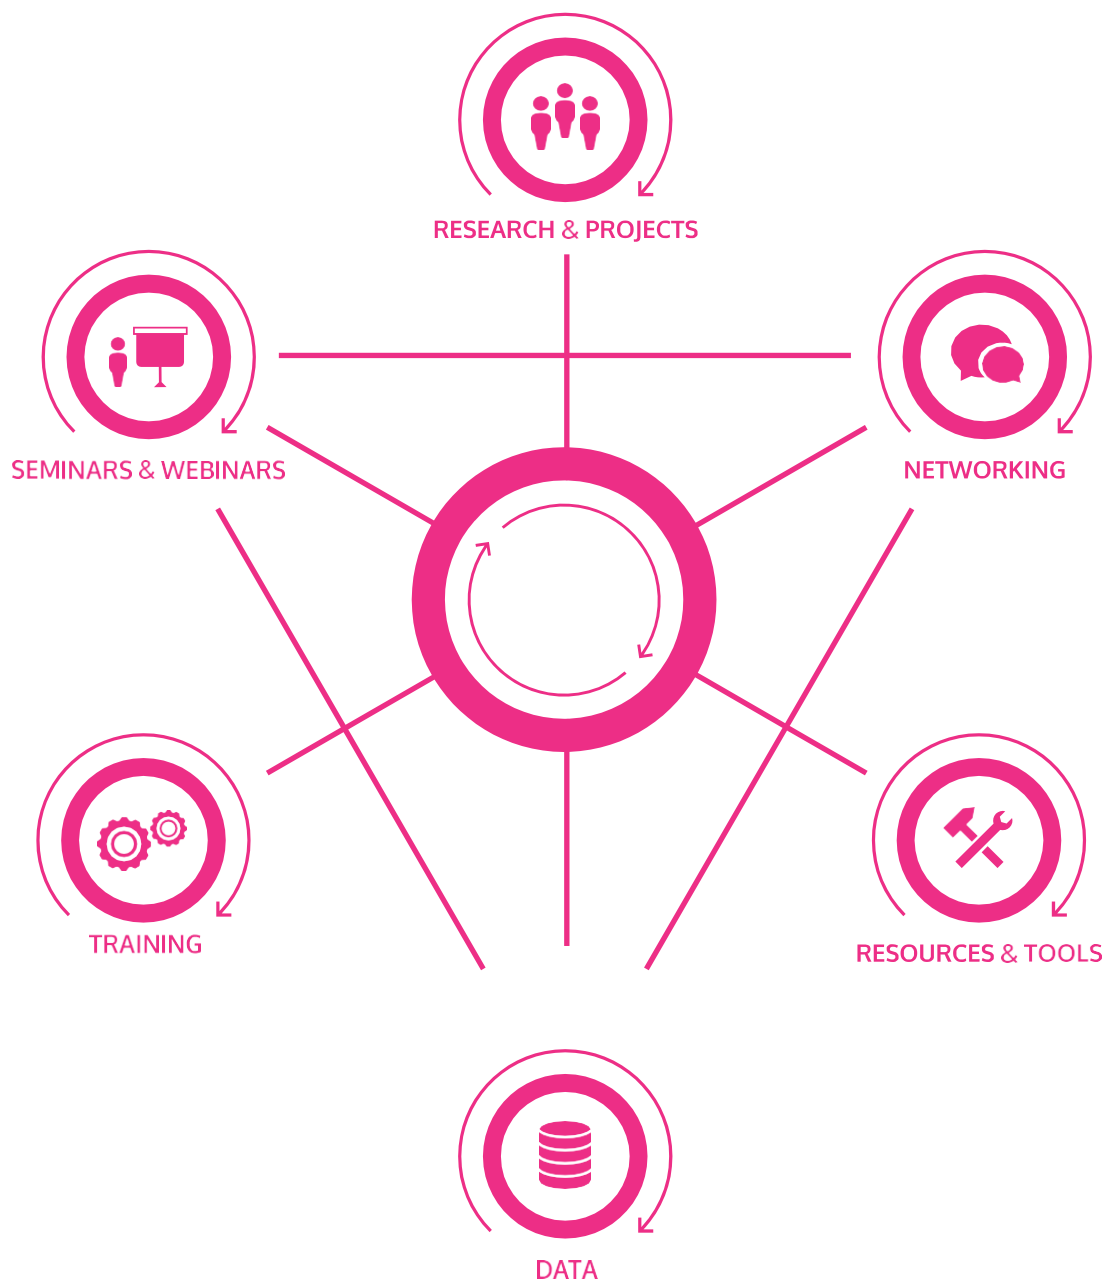 RESEARCH & PROJECTS
SEMINARS & WEBINARS
NETWORKING
TRAINING
RESOURCES & TOOLS
DATA